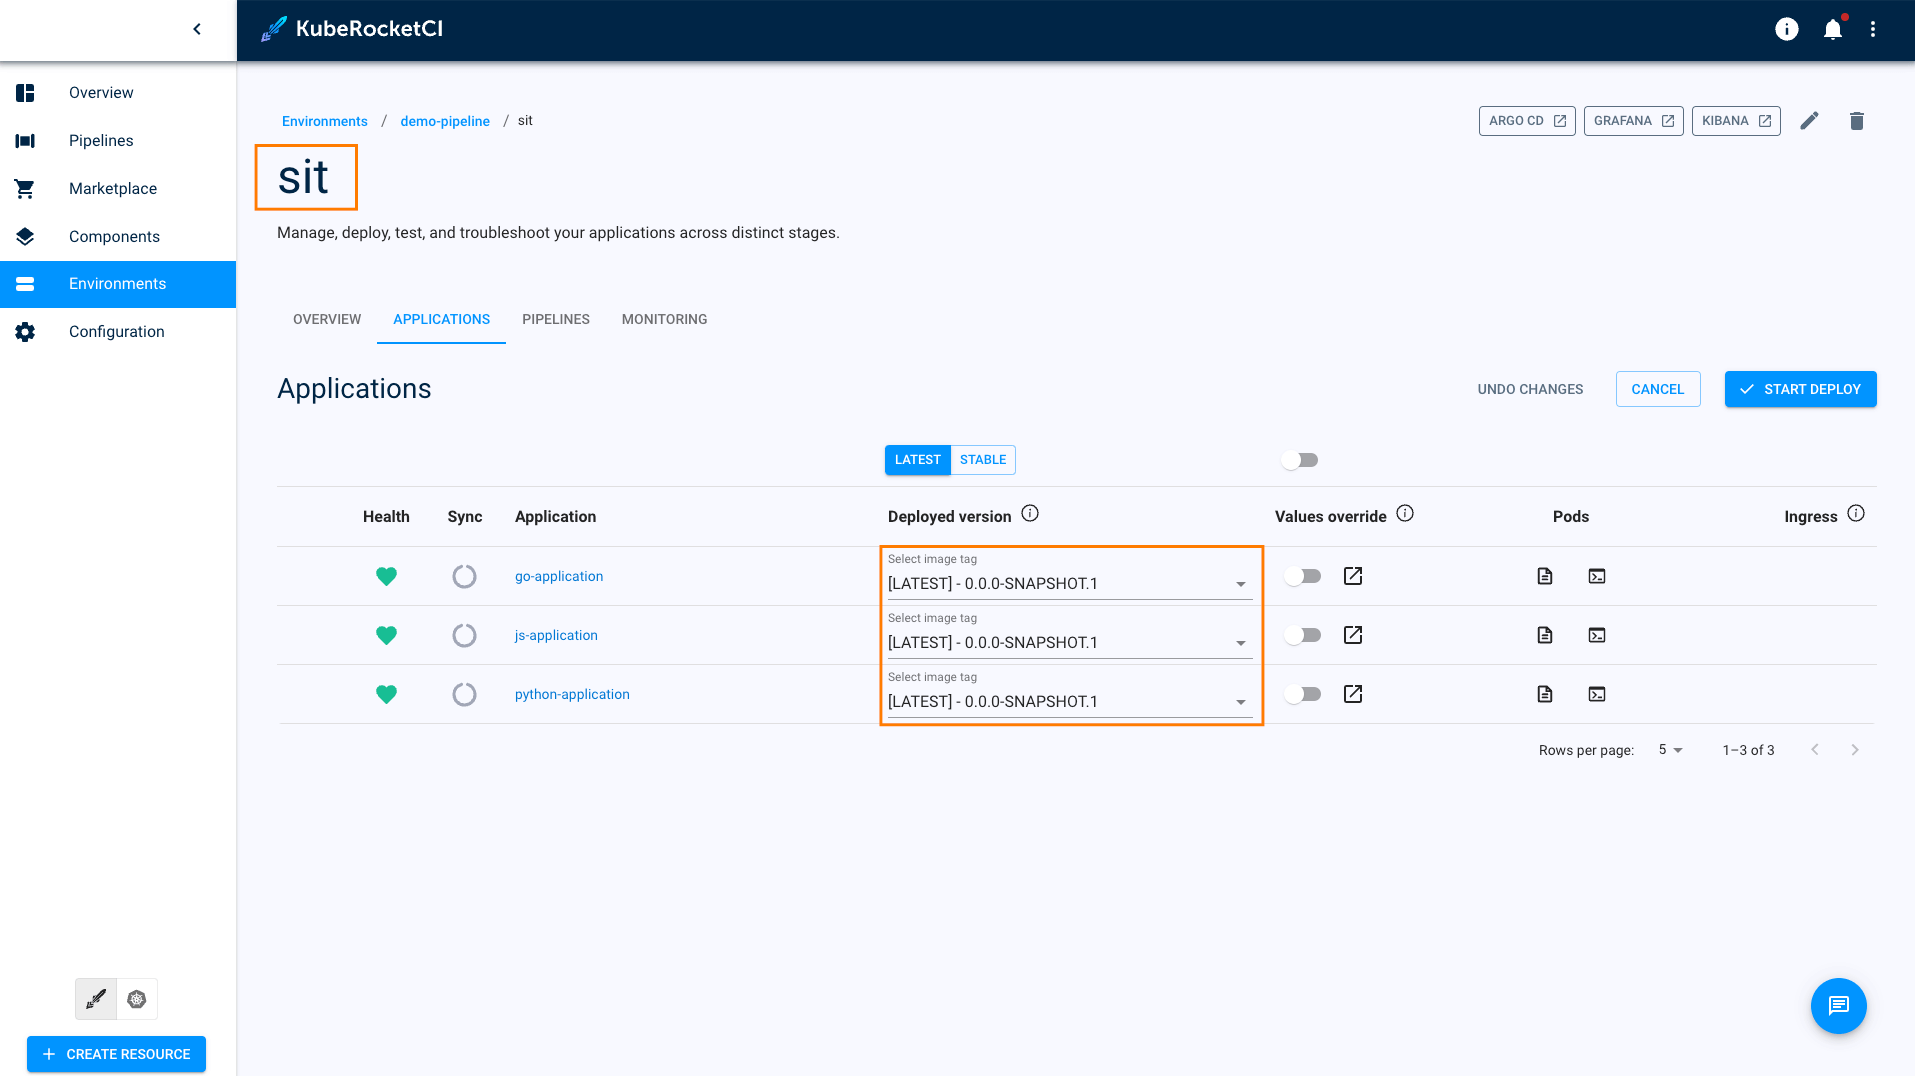 KubeRocketCI
Overview
Pipelines
Marketplace
Components
Environments
Configuration
CREATE RESOURCE
Environments / demo-pipeline / sit
ARGO CD
GRAFANA
KIBANA
sit
Manage, deploy, test, and troubleshoot your applications across distinct stages.
OVERVIEW APPLICATIONS PIPELINES MONITORING
Applications
UNDO CHANGES
CANCEL
START DEPLOY
LATEST STABLE
Health Sync Application Deployed version Values override Pods Ingress
Select image tag
go-application [LATEST] - 0.0.0-SNAPSHOT.1
Select image tag
js-application [LATEST] - 0.0.0-SNAPSHOT.1
Select image tag
python-application [LATEST] - 0.0.0-SNAPSHOT.1
Rows per page: 5 1–3 of 3